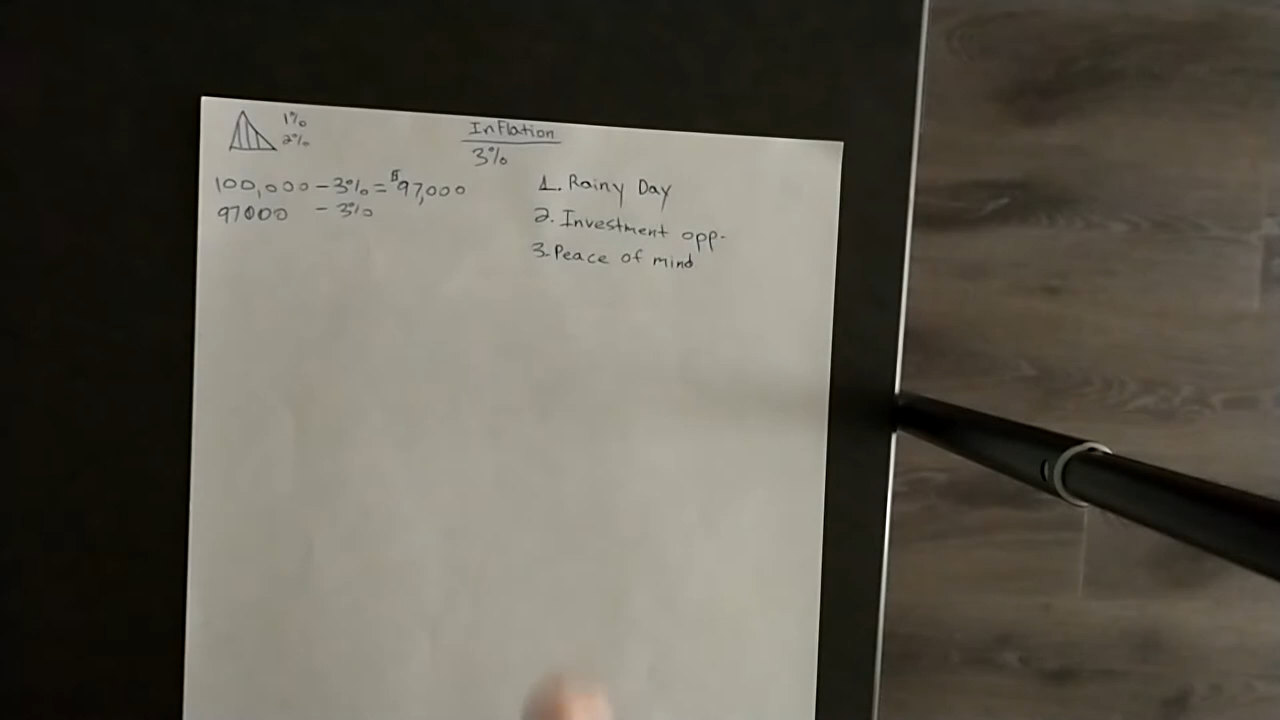 1%
2%
Inflation
3%
100,000 - 3% = $97,000
97000 - 3%
1. Rainy Day
2. Investment opp.
3. Peace of mind